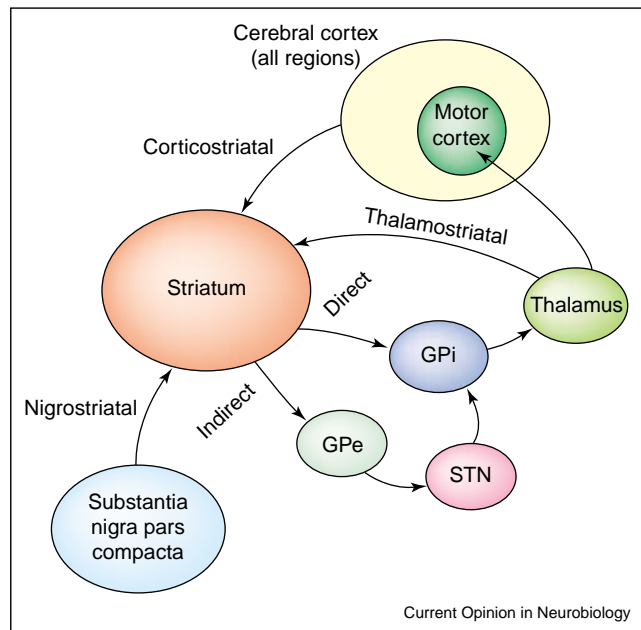 Cerebral cortex
(all regions)
Motor
cortex
Corticostriatal
Thalamostriatal
Striatum
Direct
Thalamus
GPi
Nigrostriatal
Indirect
GPe
STN
Substantia
nigra pars
compacta
Current Opinion in Neurobiology